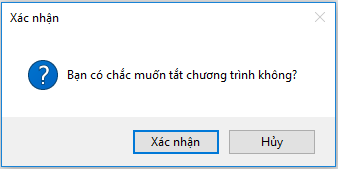 Xác nhận
Bạn có chắc muốn tắt chương trình không?
Xác nhận
Hủy